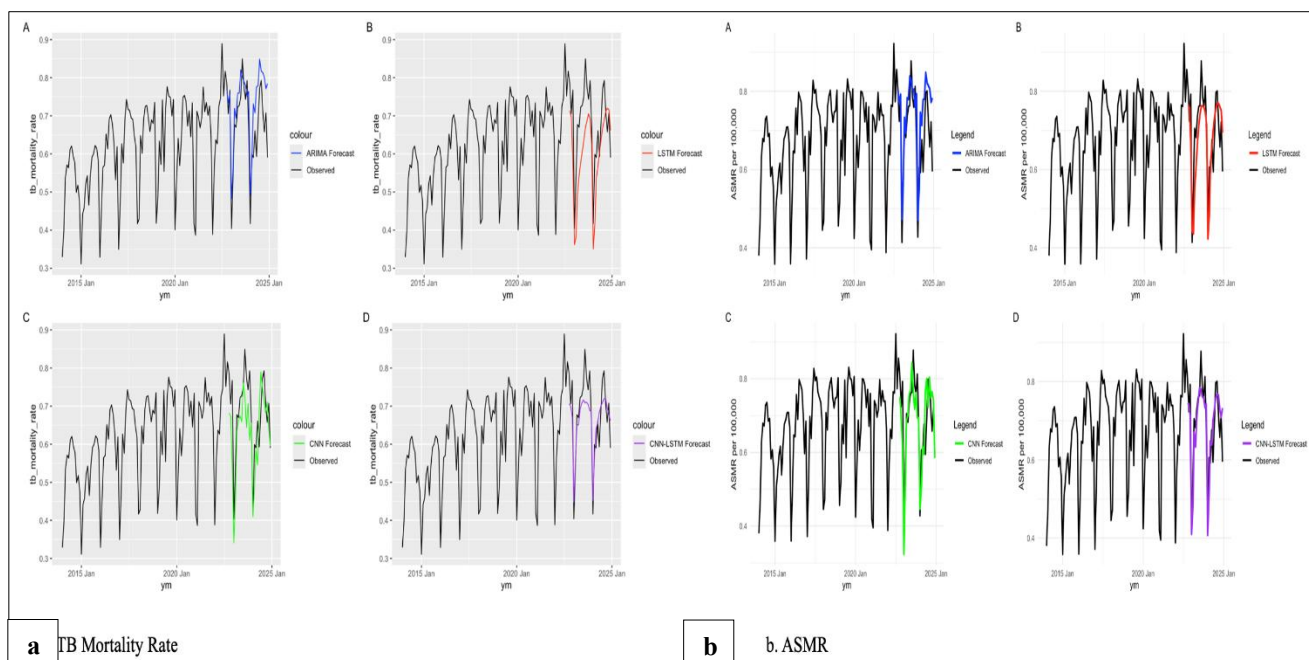 A
0.9
0.8
0.7
0.6
0.5
0.4
0.3
tb_mortality_rate
2015 Jan 2020 Jan 2025 Jan
ym
colour
ARIMA Forecast
Observed
B
0.9
0.8
0.7
0.6
0.5
0.4
0.3
tb_mortality_rate
2015 Jan 2020 Jan 2025 Jan
ym
colour
LSTM Forecast
Observed
A
0.8
0.6
0.4
ASMR per 100,000
2015 Jan 2020 Jan 2025 Jan
ym
Legend
ARIMA Forecast
Observed
B
0.8
0.6
0.4
ASMR per 100,000
2015 Jan 2020 Jan 2025 Jan
ym
Legend
LSTM Forecast
Observed
C
0.9
0.8
0.7
0.6
0.5
0.4
0.3
tb_mortality_rate
2015 Jan 2020 Jan 2025 Jan
ym
colour
CNN Forecast
Observed
D
0.9
0.8
0.7
0.6
0.5
0.4
0.3
tb_mortality_rate
2015 Jan 2020 Jan 2025 Jan
ym
colour
CNN-LSTM Forecast
Observed
C
0.8
0.6
0.4
ASMR per 100,000
2015 Jan 2020 Jan 2025 Jan
ym
Legend
CNN Forecast
Observed
D
0.8
0.6
0.4
ASMR per 100,000
2015 Jan 2020 Jan 2025 Jan
ym
Legend
CNN-LSTM Forecast
Observed
a TB Mortality Rate
b b. ASMR